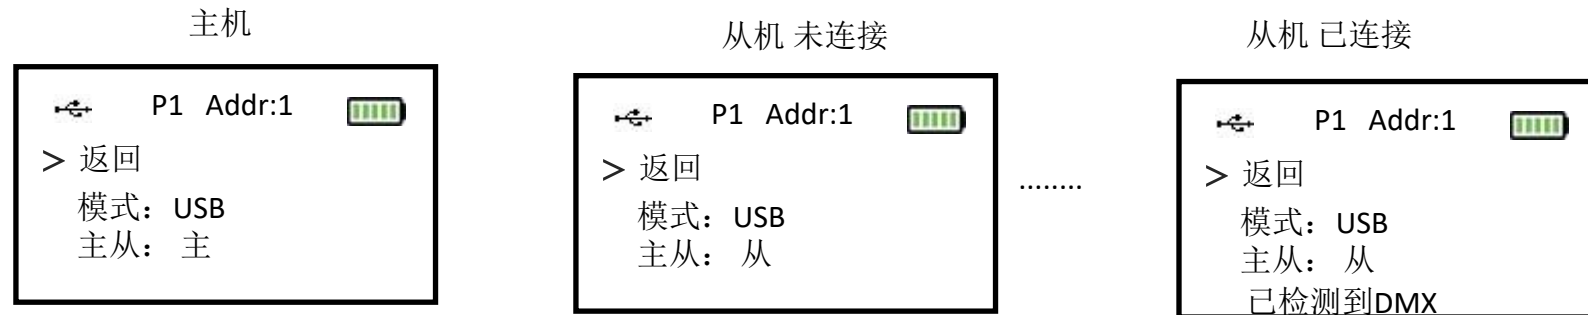 主机
P1 Addr:1
> 返回
模式：USB
主从： 主
从机 未连接
P1 Addr:1
> 返回
模式：USB
主从： 从
........
从机 已连接
P1 Addr:1
> 返回
模式：USB
主从： 从
已检测到DMX